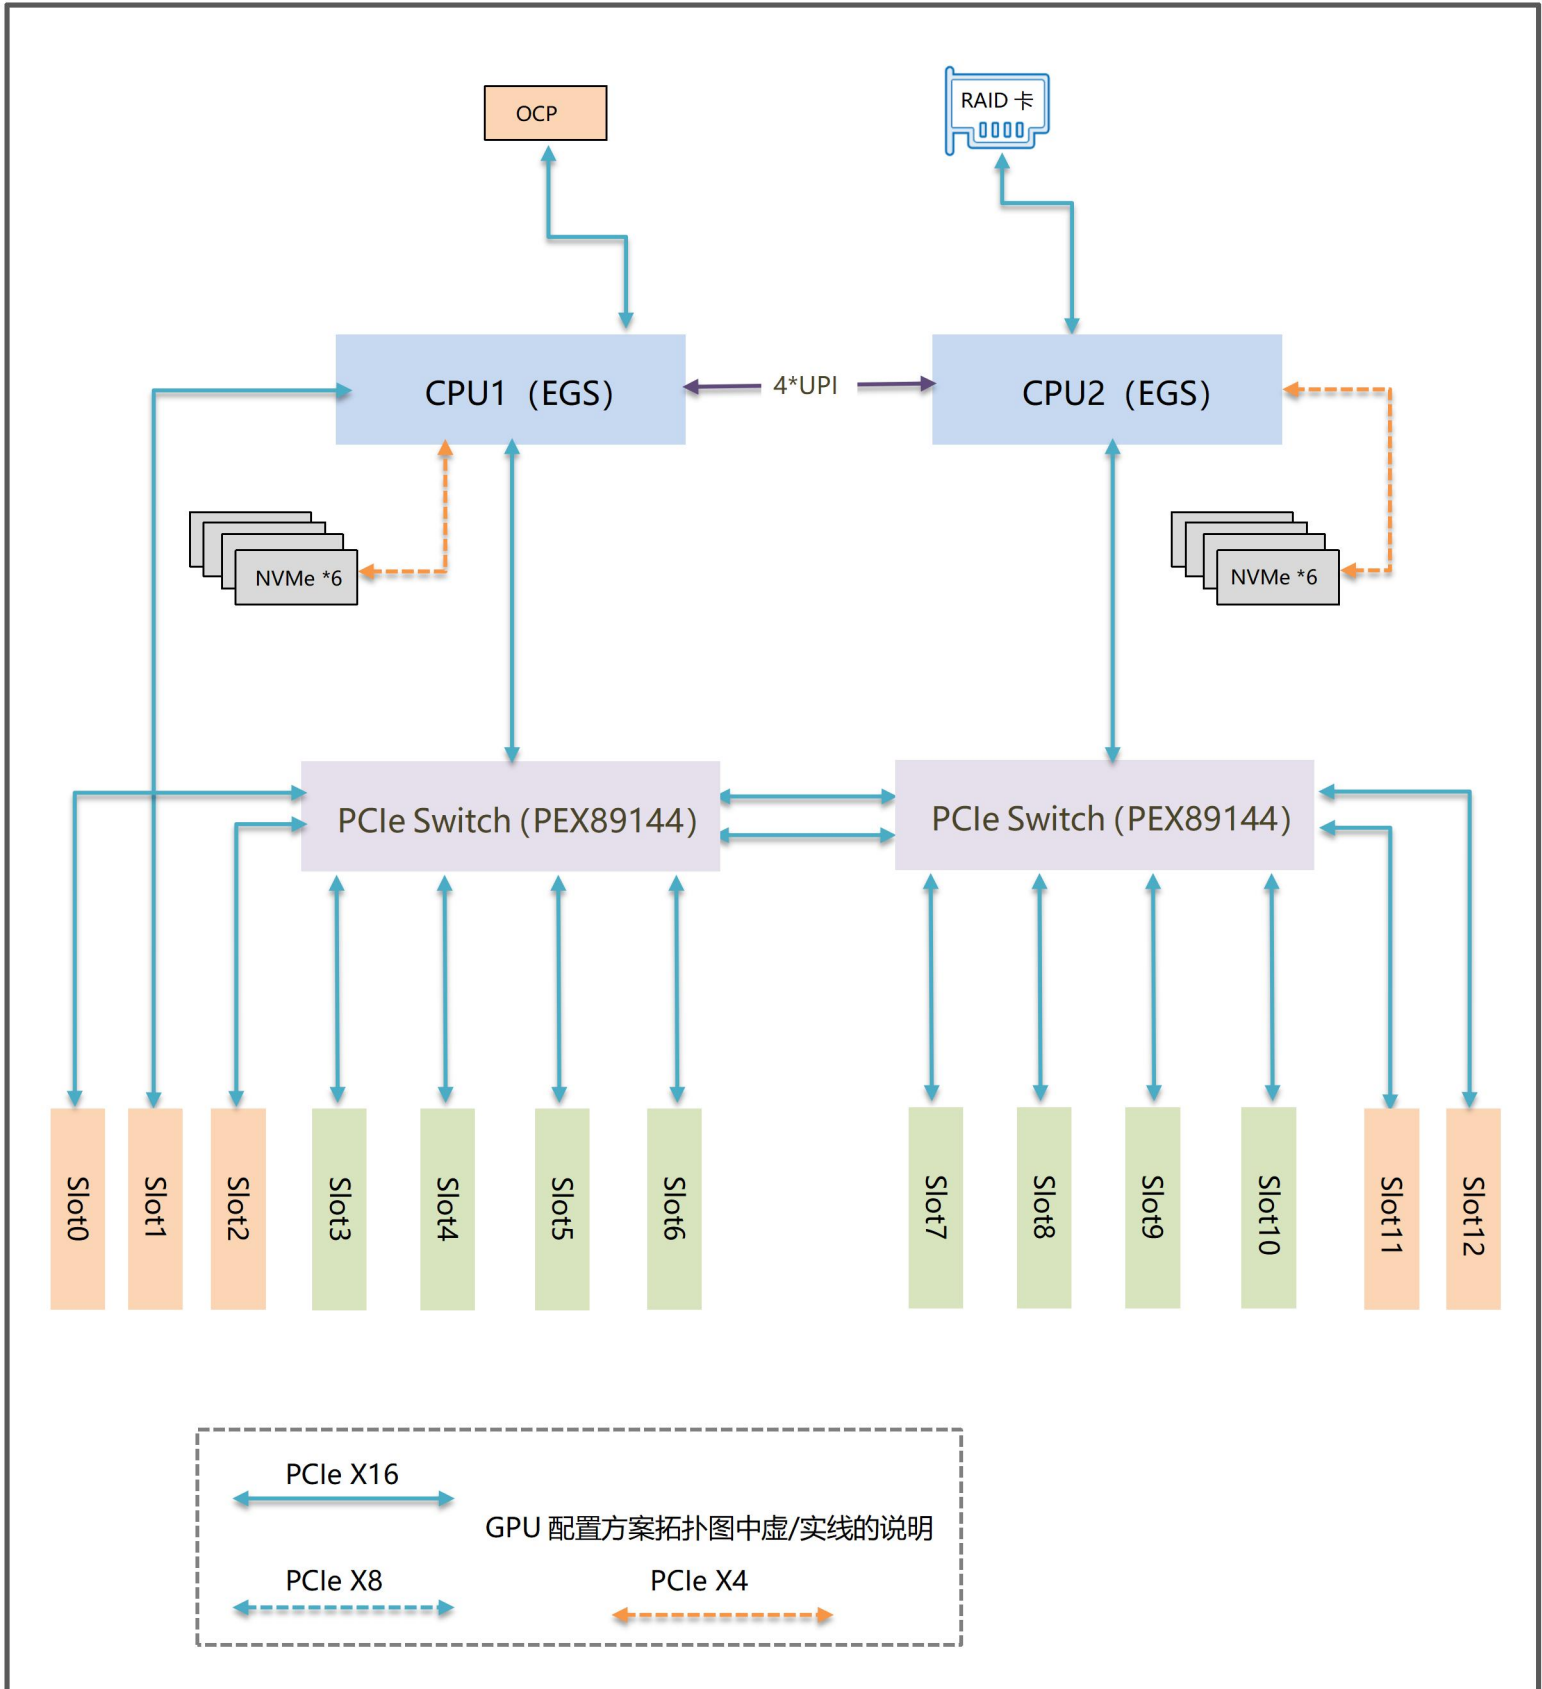 OCP
RAID 卡
CPU1（EGS）
4*UPI
CPU2（EGS）
NVMe *6
NVMe *6
PCIe Switch（PEX89144）
PCIe Switch（PEX89144）
Slot0
Slot1
Slot2
Slot3
Slot4
Slot5
Slot6
Slot7
Slot8
Slot9
Slot10
Slot11
Slot12
PCIe X16
GPU 配置方案拓扑图中虚/实线的说明
PCIe X8
PCIe X4